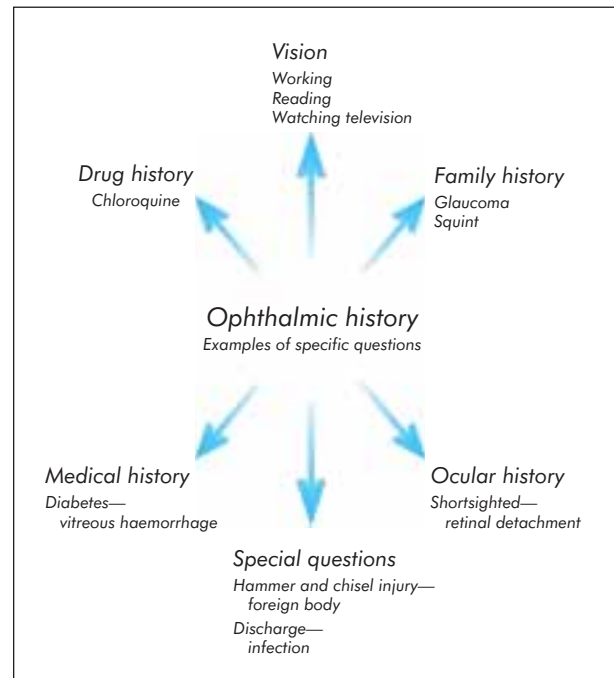 Vision
Working
Reading
Watching television
Drug history
Chloroquine
Family history
Glaucoma
Squint
Ophthalmic history
Examples of specific questions
Medical history
Diabetes—
vitreous haemorrhage
Ocular history
Shortsighted—
retinal detachment
Special questions
Hammer and chisel injury—
foreign body
Discharge—
infection